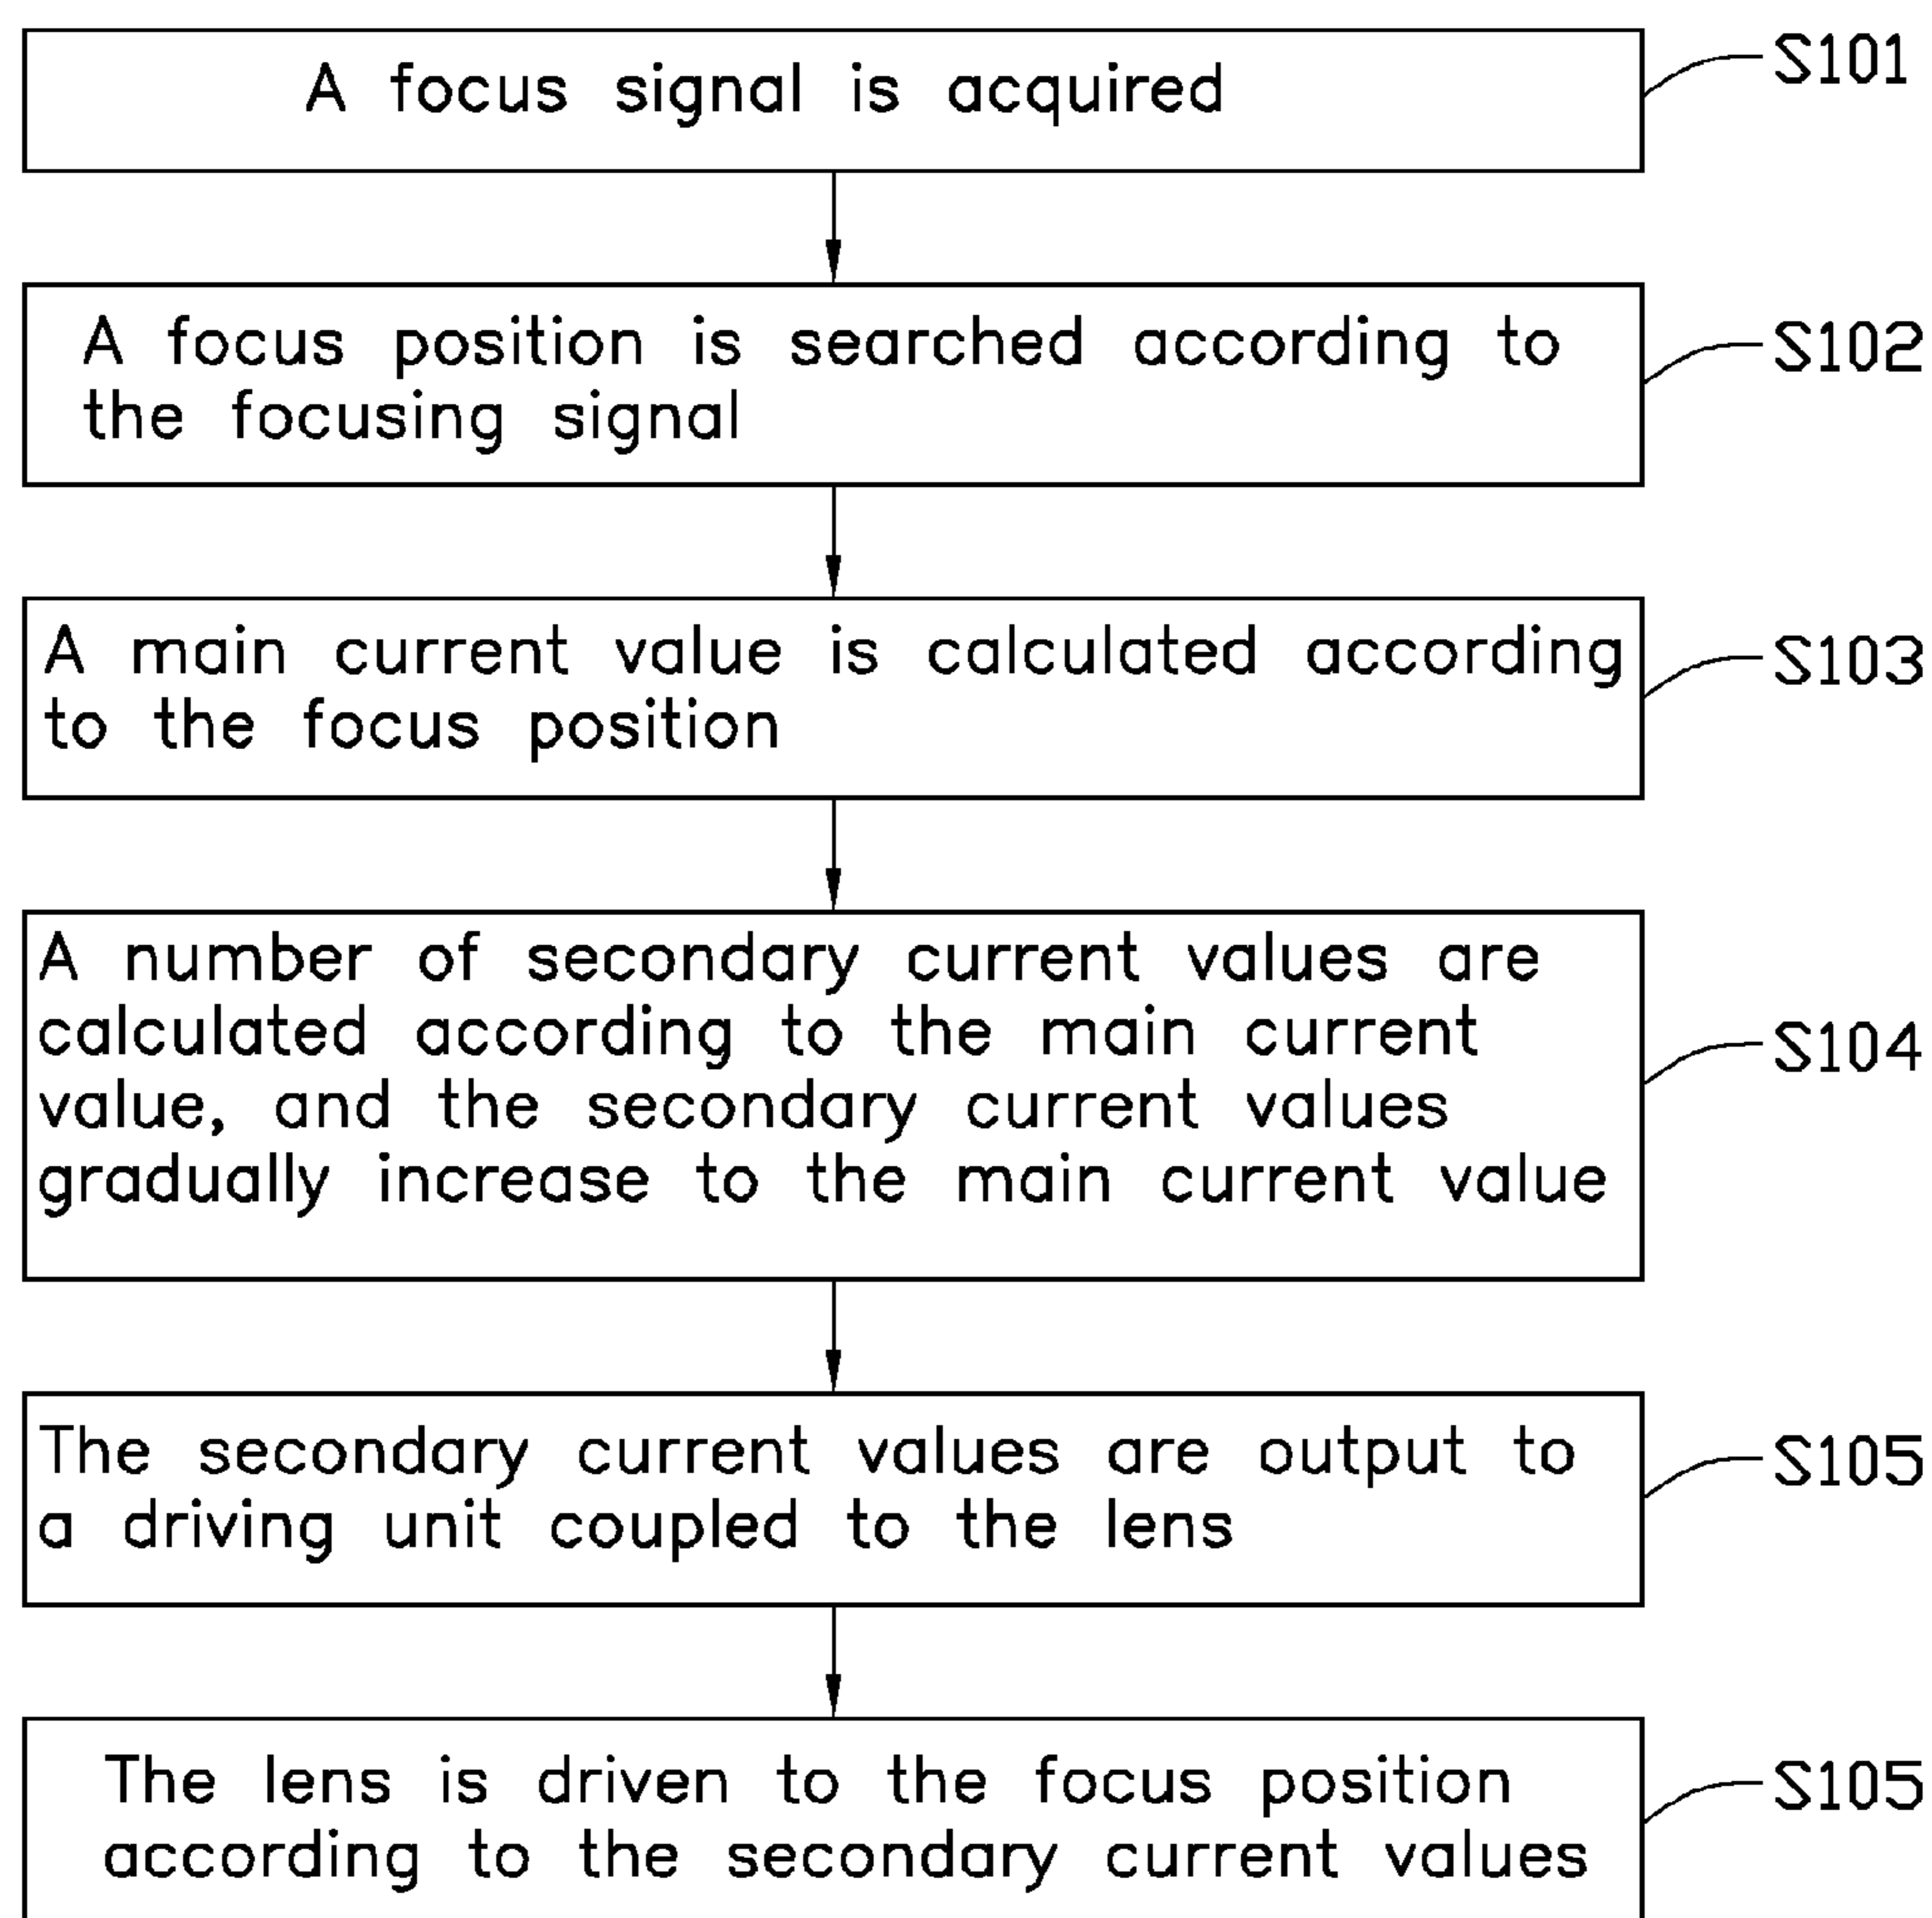 A focus signal is acquired
S101
A focus position is searched according to
the focusing signal
S102
A main current value is calculated according
to the focus position
S103
A number of secondary current values are
calculated according to the main current
value, and the secondary current values
gradually increase to the main current value
S104
The secondary current values are output to
a driving unit coupled to the lens
S105
The lens is driven to the focus position
according to the secondary current values
S105